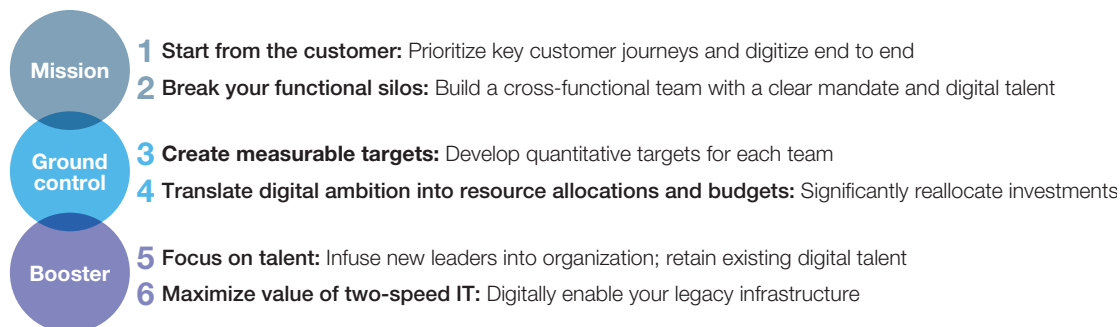 Mission
1 Start from the customer: Prioritize key customer journeys and digitize end to end
2 Break your functional silos: Build a cross-functional team with a clear mandate and digital talent
Ground
control
3 Create measurable targets: Develop quantitative targets for each team
4 Translate digital ambition into resource allocations and budgets: Significantly reallocate investments
Booster
5 Focus on talent: Infuse new leaders into organization; retain existing digital talent
6 Maximize value of two-speed IT: Digitally enable your legacy infrastructure